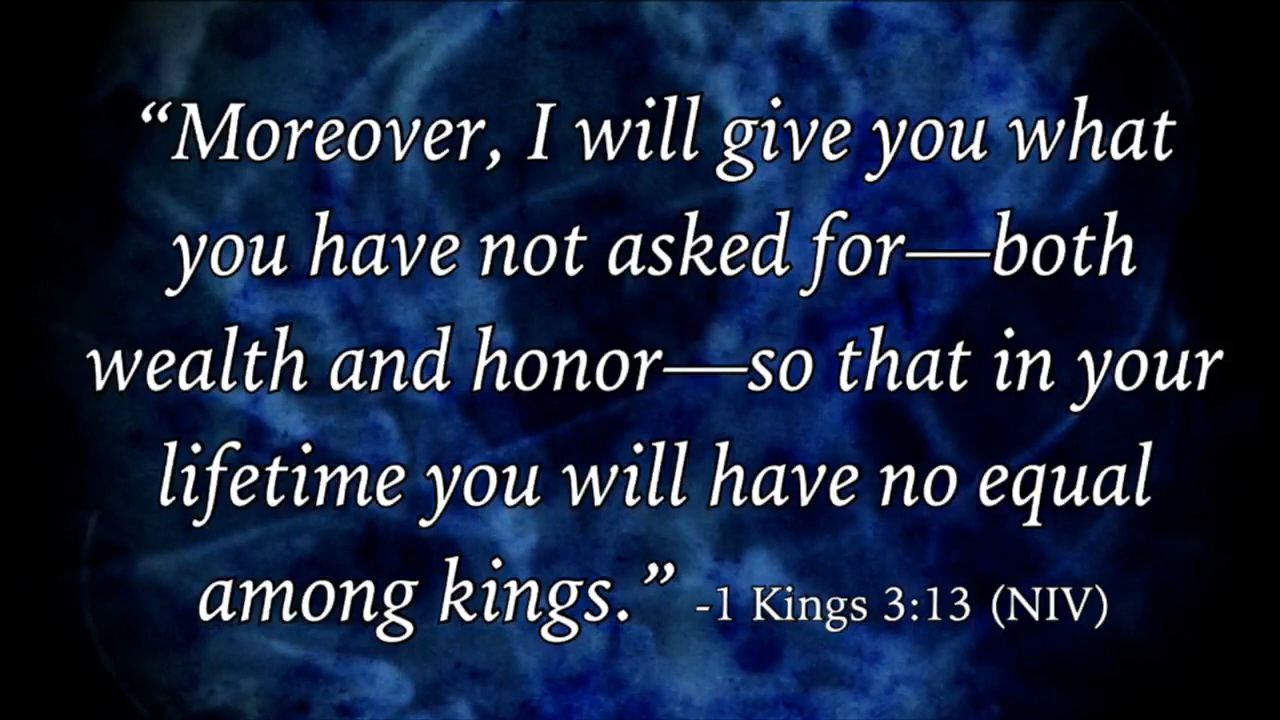 “Moreover, I will give you what
you have not asked for—both
wealth and honor—so that in your
lifetime you will have no equal
among kings.” -1 Kings 3:13 (NIV)